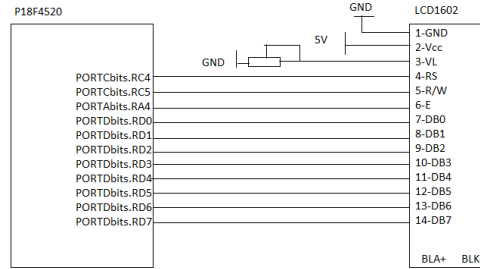 P18F4520
GND
LCD1602
5V
GND
1-GND
2-Vcc
3-VL
PORTCbits.RC4
4-RS
PORTCbits.RC5
5-R/W
PORTAbits.RA4
6-E
PORTDbits.RD0
7-DB0
PORTDbits.RD1
8-DB1
PORTDbits.RD2
9-DB2
PORTDbits.RD3
10-DB3
PORTDbits.RD4
11-DB4
PORTDbits.RD5
12-DB5
PORTDbits.RD6
13-DB6
PORTDbits.RD7
14-DB7
BLA+ BLK